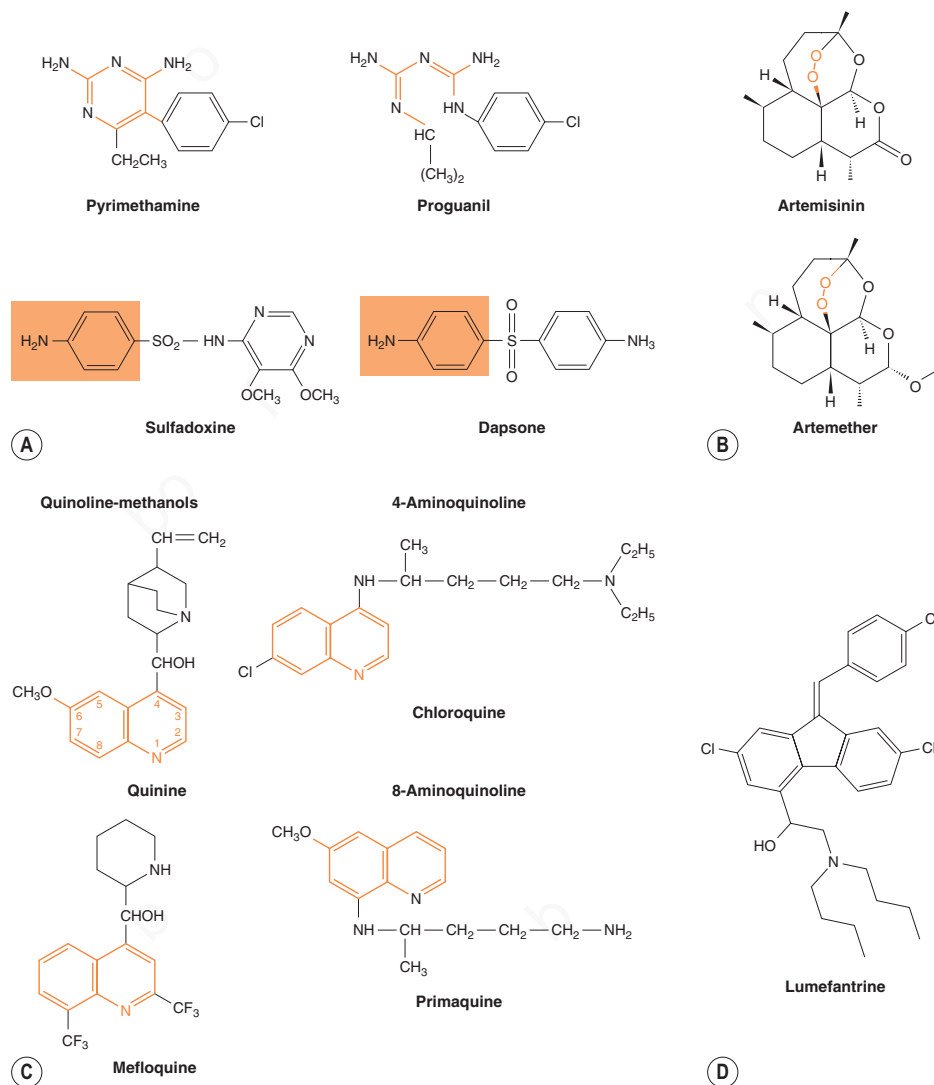 H₂N N NH₂
N
Cl
CH₂CH₃
Pyrimethamine
NH₂ N NH₂
N HN
HC
Cl
(CH₃)₂
Proguanil
O
O
O
H
O
H
O
H
Artemisinin
H₂N
SO₂ HN
N
N
OCH₃ OCH₃
Sulfadoxine
H₂N
O
S
O
NH₃
Dapsone
O
O
O
H
O
H
H
O
Artemether
A
B
Quinoline-methanols
CH CH₂
N
CHOH
CH₃O
5 4
6 3
7 2
8 1
N
Quinine
4-Aminoquinoline
CH₃
C₂H₅
NH CH CH₂ CH₂ CH₂ N
C₂H₅
Cl N
Chloroquine
NH
CHOH
N
CF₃
CF₃
Mefloquine
8-Aminoquinoline
CH₃O
N
NH CH CH₂ CH₂ CH₂ NH₂
CH₃
Primaquine
Cl
Cl
HO
N
Lumefantrine
C
D